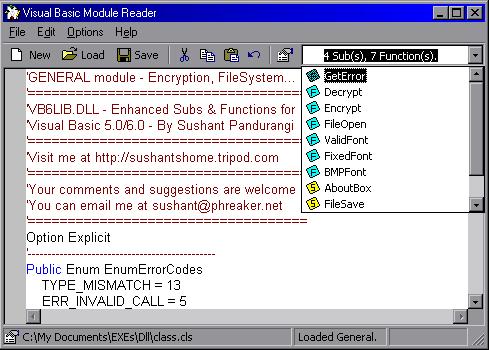 Visual Basic Module Reader
File Edit Options Help
New Load Save 4 Sub(s), 7 Function(s).
'GENERAL module - Encryption, FileSystem...
'==================================
'VB6LIB.DLL - Enhanced Subs & Functions for
'Visual Basic 5.0/6.0 - By Sushant Pandurangi
'==================================
'Visit me at http://sushantshome.tripod.com
'==================================
'Your comments and suggestions are welcome
'You can email me at sushant@phreaker.net
'==================================
Option Explicit
'-----------------------------------------------
Public Enum EnumErrorCodes
TYPE_MISMATCH = 13
ERR_INVALID_CALL = 5
GetError
F Decrypt
F Encrypt
F FileOpen
F ValidFont
F FixedFont
F BMPFont
S AboutBox
S FileSave
C:\My Documents\EXEs\Dll\class.cls Loaded General.